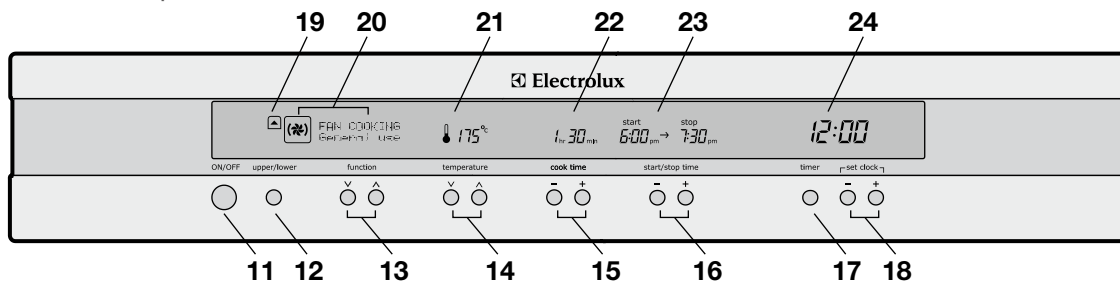 19 20 21 22 23 24
Electrolux
start stop
FAN COOKING
General use
175°c 1hr 30min 6:00pm → 7:30pm 12:00
ON/OFF upper/lower function temperature cook time start/stop time timer set clock
- + - + - +
11 12 13 14 15 16 17 18